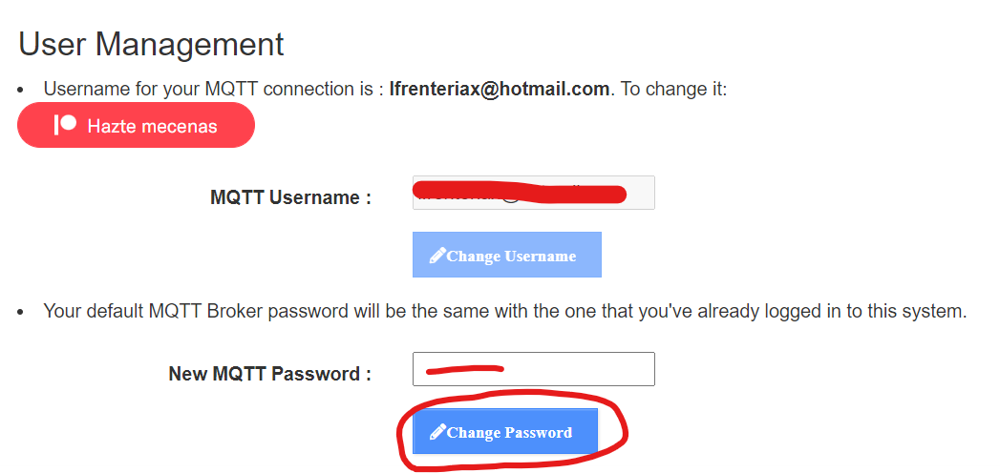 User Management
Username for your MQTT connection is : lfrenteriax@hotmail.com. To change it:
Hazte mecenas
MQTT Username :
Change Username
Your default MQTT Broker password will be the same with the one that you've already logged in to this system.
New MQTT Password :
Change Password